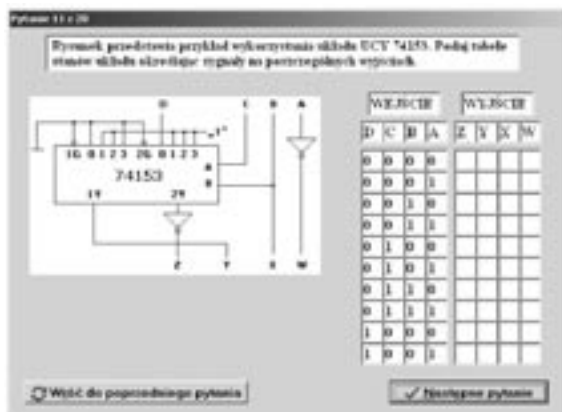 Pytanie 11 z 20
Rysunek przedstawia przykład wykorzystania układu UCY 74153. Podaj tabelę
stanów układu określając sygnały na poszczególnych wyjściach.
D C B A
"1"
1G 0 1 2 3 2G 0 1 2 3
A
74153
B
1Y 2Y
Z Y X W
WEJŚCIE WYJŚCIE
D C B A Z Y X W
0 0 0 0
0 0 0 1
0 0 1 0
0 0 1 1
0 1 0 0
0 1 0 1
0 1 1 0
0 1 1 1
1 0 0 0
1 0 0 1
Wróć do poprzedniego pytania
Następne pytanie